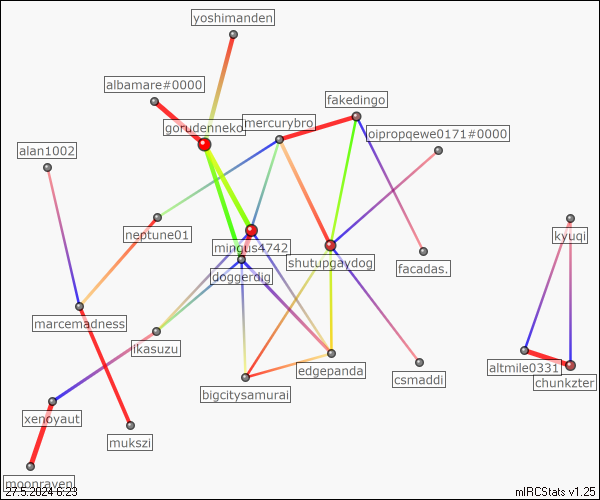 yoshimanden
albamare#0000
fakedingo
gorudenneko
mercurybro
oipropqewe0171#0000
alan1002
neptune01
kyuqi
mingus4742
shutupgaydog
facadas.
doggerdig
marcemadness
ikasuzu
edgepanda
altmile0331
csmaddi
chunkzter
bigcitysamurai
xenoyaut
mukszi
moonraven
27.5.2024 6:23
mIRCStats v1.25